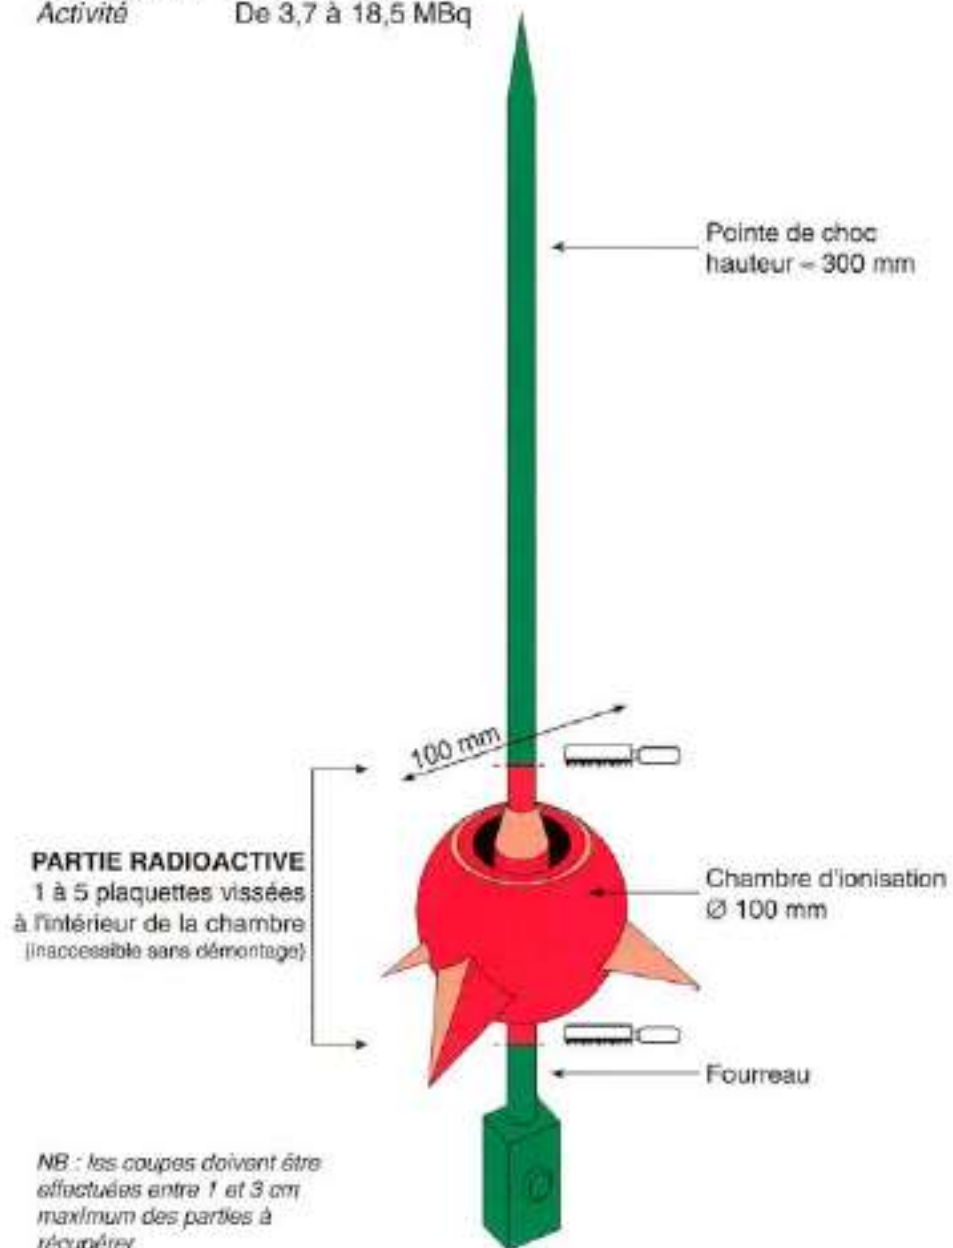 Activité De 3,7 à 18,5 MBq
Pointe de choc
hauteur ≈ 300 mm
100 mm
PARTIE RADIOACTIVE
1 à 5 plaquettes vissées
à l'intérieur de la chambre
(inaccessible sans démontage)
Chambre d'ionisation
Ø 100 mm
Fourreau
NB : les coupes doivent être
effectuées entre 1 et 3 cm
maximum des parties à
récupérer